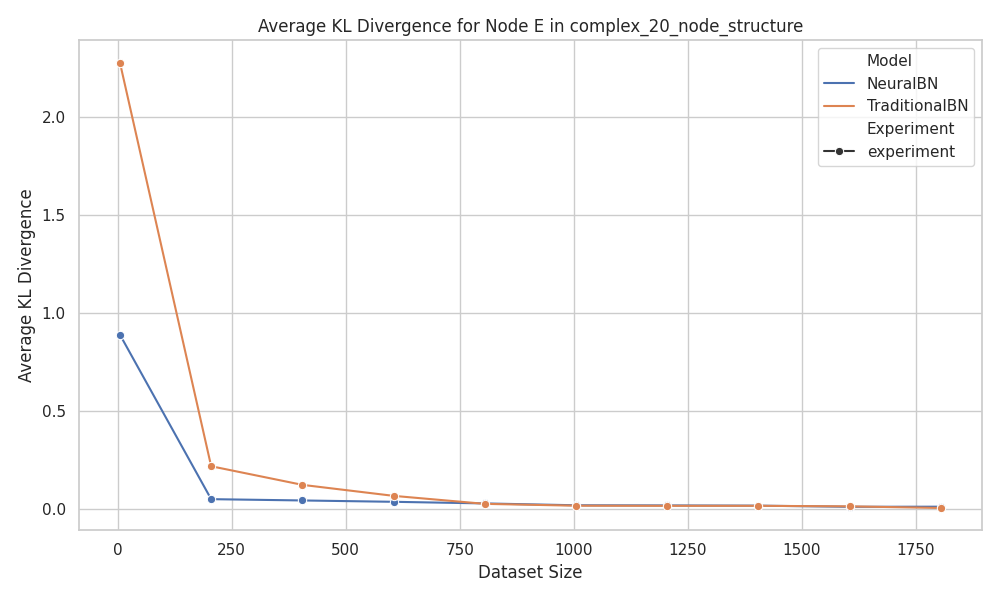 Average KL Divergence for Node E in complex_20_node_structure
Model
NeuralBN
TraditionalBN
Experiment
experiment
Average KL Divergence
2.0
1.5
1.0
0.5
0.0
0 250 500 750 1000 1250 1500 1750
Dataset Size